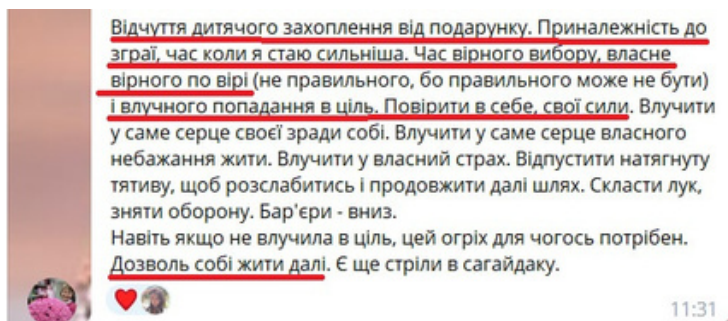 Відчуття дитячого захоплення від подарунку. Приналежність до
зграї, час коли я стаю сильніша. Час вірного вибору, власне
вірного по вірі (не правильного, бо правильного може не бути)
і влучного попадання в ціль. Повірити в себе, свої сили. Влучити
у саме серце своєї зради собі. Влучити у саме серце власного
небажання жити. Влучити у власний страх. Відпустити натягнуту
тятиву, щоб розслабитись і продовжити далі шлях. Скласти лук,
зняти оборону. Бар'єри - вниз.
Навіть якщо не влучила в ціль, цей огріх для чогось потрібен.
Дозволь собі жити далі. Є ще стріли в сагайдаку.
11:31